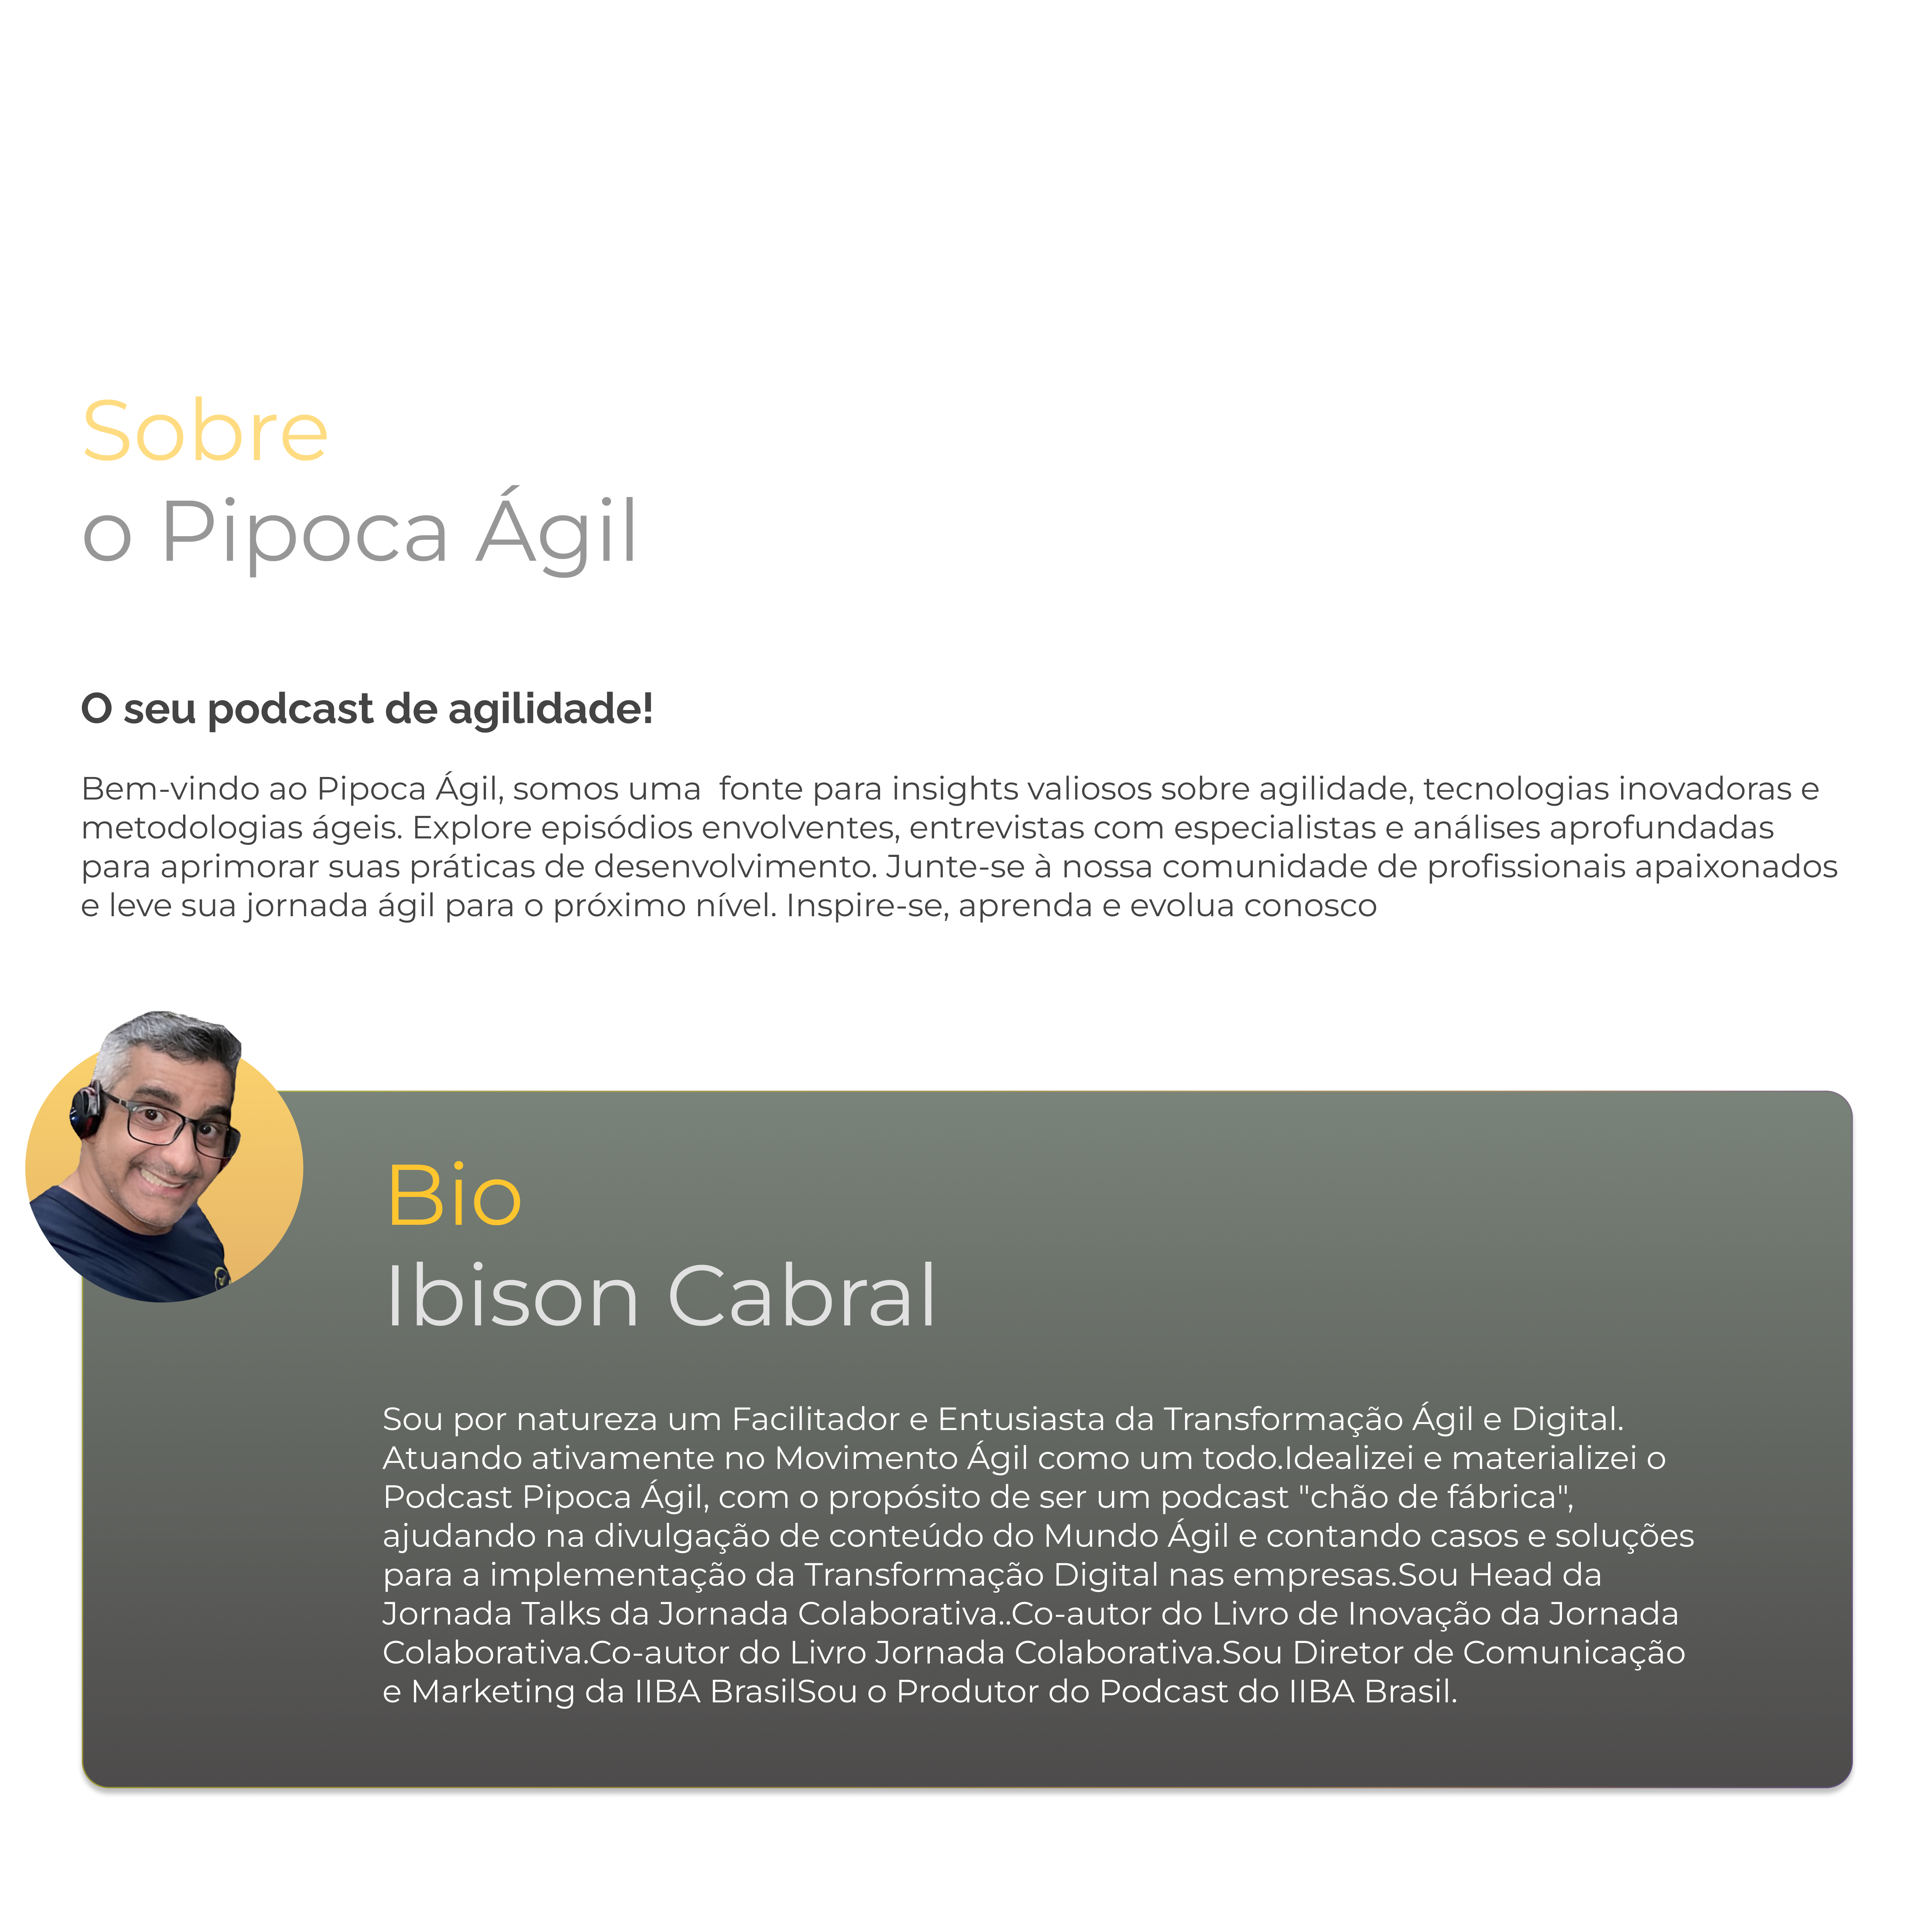 Sobre
o Pipoca Ágil
O seu podcast de agilidade!
Bem-vindo ao Pipoca Ágil, somos uma  fonte para insights valiosos sobre agilidade, tecnologias inovadoras e
metodologias ágeis. Explore episódios envolventes, entrevistas com especialistas e análises aprofundadas
para aprimorar suas práticas de desenvolvimento. Junte-se à nossa comunidade de profissionais apaixonados
e leve sua jornada ágil para o próximo nível. Inspire-se, aprenda e evolua conosco
Bio
Ibison Cabral
Sou por natureza um Facilitador e Entusiasta da Transformação Ágil e Digital.
Atuando ativamente no Movimento Ágil como um todo.Idealizei e materializei o
Podcast Pipoca Ágil, com o propósito de ser um podcast "chão de fábrica",
ajudando na divulgação de conteúdo do Mundo Ágil e contando casos e soluções
para a implementação da Transformação Digital nas empresas.Sou Head da
Jornada Talks da Jornada Colaborativa..Co-autor do Livro de Inovação da Jornada
Colaborativa.Co-autor do Livro Jornada Colaborativa.Sou Diretor de Comunicação
e Marketing da IIBA BrasilSou o Produtor do Podcast do IIBA Brasil.